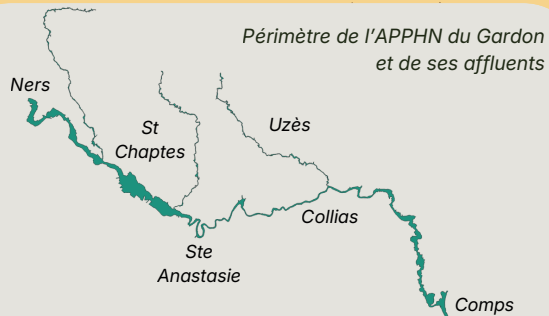 Périmètre de l'APPHN du Gardon
et de ses affluents
Ners
St
Chaptes
Uzès
Collias
Ste
Anastasie
Comps